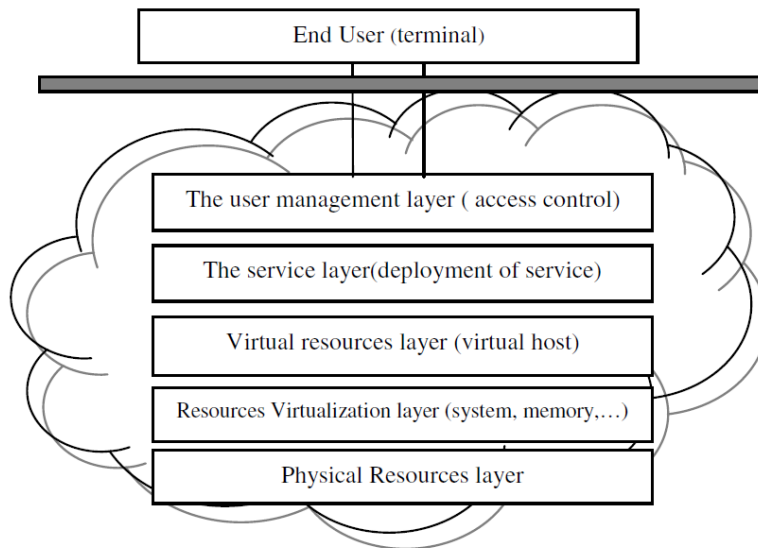 End User (terminal)
The user management layer ( access control)
The service layer(deployment of service)
Virtual resources layer (virtual host)
Resources Virtualization layer (system, memory,…)
Physical Resources layer